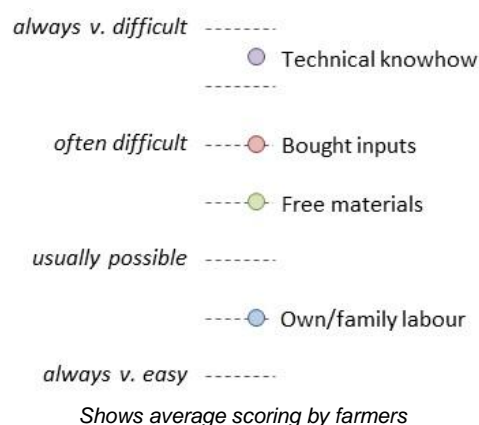 always v. difficult
Technical knowhow
often difficult
Bought inputs
Free materials
usually possible
Own/family labour
always v. easy
Shows average scoring by farmers